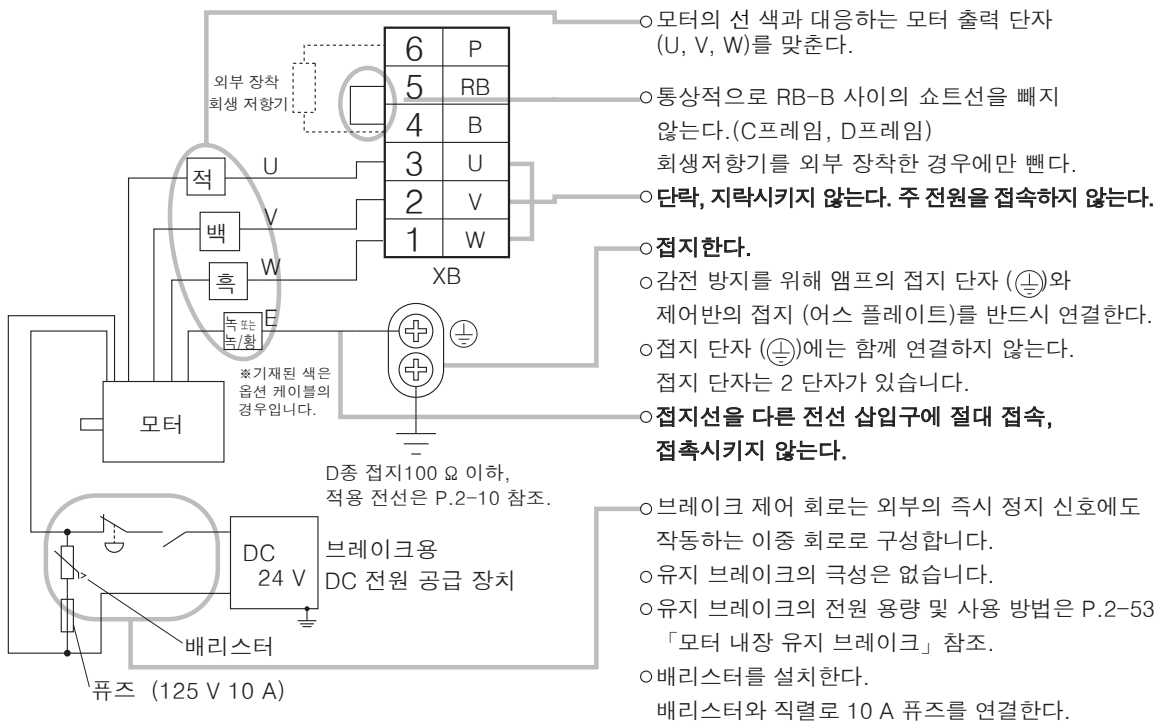 6 P
5 RB
4 B
3 U
2 V
1 W
XB
외부 장착
회생 저항기
적
U
백
V
흑
W
녹 또는
녹/황
E
※기재된 색은
옵션 케이블의
경우입니다.
모터
D종 접지100 Ω 이하,
적용 전선은 P.2-10 참조.
DC
24 V
브레이크용
DC 전원 공급 장치
배리스터
퓨즈 (125 V 10 A)
모터의 선 색과 대응하는 모터 출력 단자
(U, V, W)를 맞춘다.
통상적으로 RB-B 사이의 쇼트선을 빼지
않는다.(C프레임, D프레임)
회생저항기를 외부 장착한 경우에만 뺀다.
단락, 지락시키지 않는다. 주 전원을 접속하지 않는다.
접지한다.
감전 방지를 위해 앰프의 접지 단자 (⏚)와
제어반의 접지 (어스 플레이트)를 반드시 연결한다.
접지 단자 (⏚)에는 함께 연결하지 않는다.
접지 단자는 2 단자가 있습니다.
접지선을 다른 전선 삽입구에 절대 접속,
접촉시키지 않는다.
브레이크 제어 회로는 외부의 즉시 정지 신호에도
작동하는 이중 회로로 구성합니다.
유지 브레이크의 극성은 없습니다.
유지 브레이크의 전원 용량 및 사용 방법은 P.2-53
「모터 내장 유지 브레이크」참조.
배리스터를 설치한다.
배리스터와 직렬로 10 A 퓨즈를 연결한다.